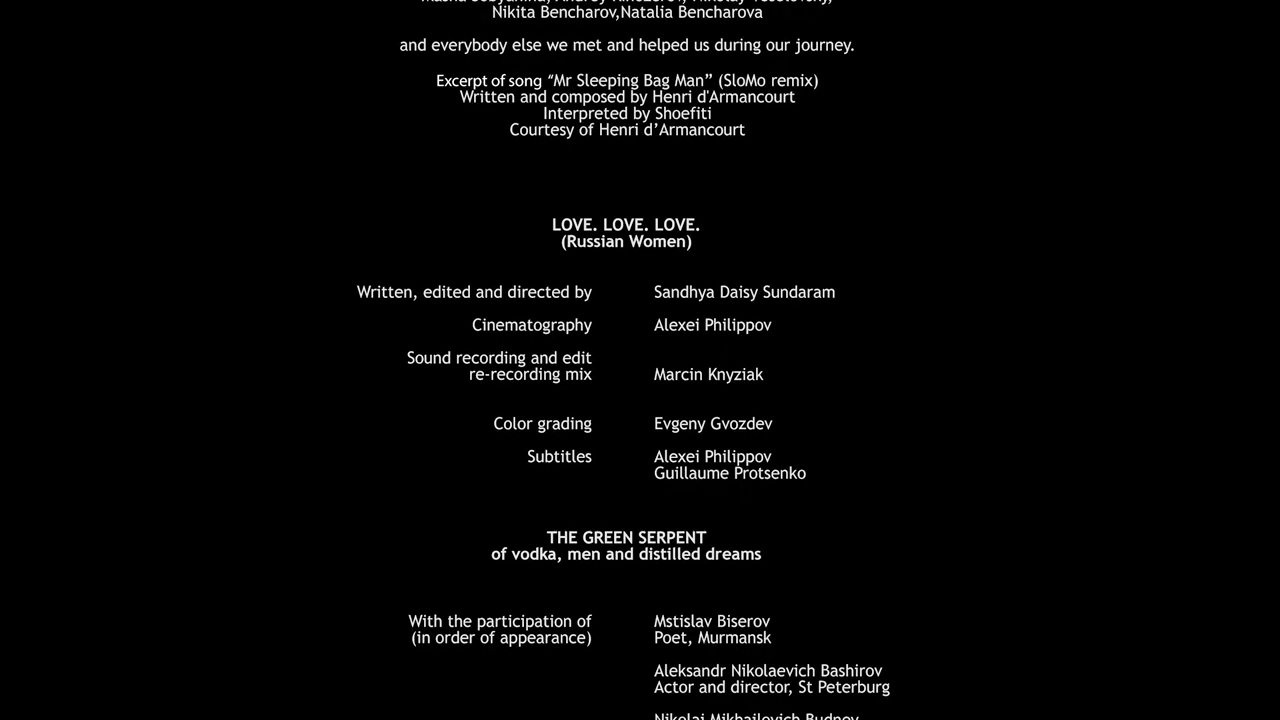 Nikita Bencharov,Natalia Bencharova
and everybody else we met and helped us during our journey.
Excerpt of song “Mr Sleeping Bag Man” (SloMo remix)
Written and composed by Henri d'Armancourt
Interpreted by Shoefiti
Courtesy of Henri d’Armancourt
LOVE. LOVE. LOVE.
(Russian Women)
Written, edited and directed by Sandhya Daisy Sundaram
Cinematography Alexei Philippov
Sound recording and edit
re-recording mix Marcin Knyziak
Color grading Evgeny Gvozdev
Subtitles Alexei Philippov
Guillaume Protsenko
THE GREEN SERPENT
of vodka, men and distilled dreams
With the participation of Mstislav Biserov
(in order of appearance) Poet, Murmansk
Aleksandr Nikolaevich Bashirov
Actor and director, St Peterburg
Nikolai Mikhailovich Budnov